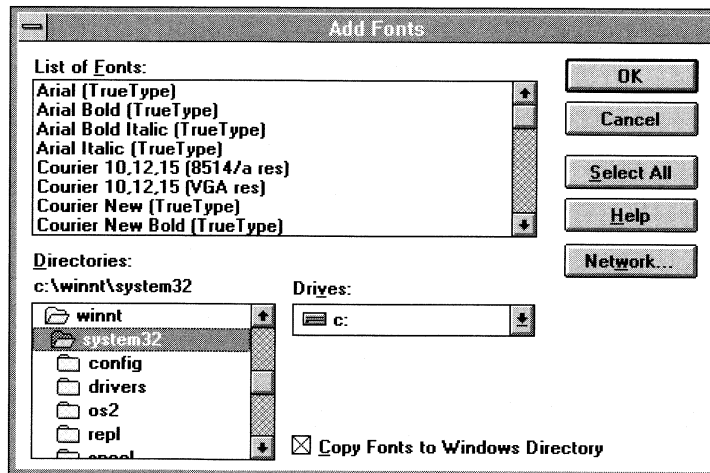 Add Fonts
List of Fonts:
Arial (TrueType)
Arial Bold (TrueType)
Arial Bold Italic (TrueType)
Arial Italic (TrueType)
Courier 10,12,15 (8514/a res)
Courier 10,12,15 (VGA res)
Courier New (TrueType)
Courier New Bold (TrueType)
OK
Cancel
Select All
Help
Network...
Directories:
c:\winnt\system32
winnt
system32
config
drivers
os2
repl
Drives:
c:
Copy Fonts to Windows Directory